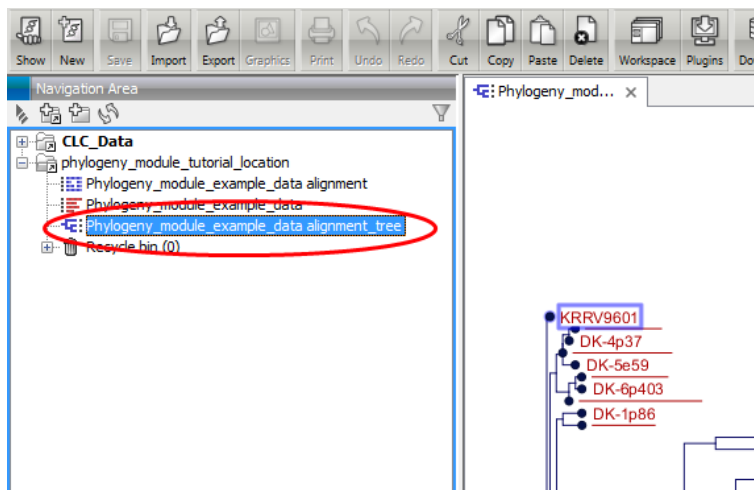 Show New Save Import Export Graphics Print Undo Redo Cut Copy Paste Delete Workspace Plugins
Navigation Area
Phylogeny_mod...
CLC_Data
phylogeny_module_tutorial_location
Phylogeny_module_example_data alignment
Phylogeny_module_example_data
Phylogeny_module_example_data alignment_tree
Recycle bin (0)
KRRV9601
DK-4p37
DK-5e59
DK-6p403
DK-1p86